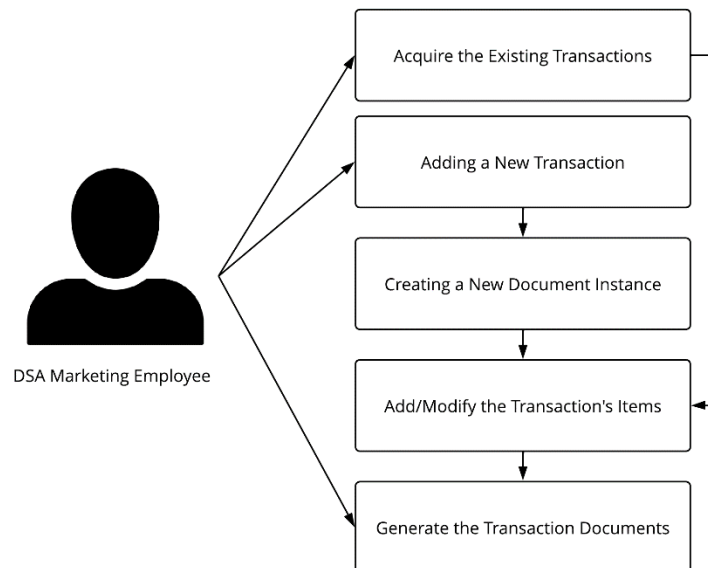 Acquire the Existing Transactions
Adding a New Transaction
Creating a New Document Instance
DSA Marketing Employee
Add/Modify the Transaction's Items
Generate the Transaction Documents